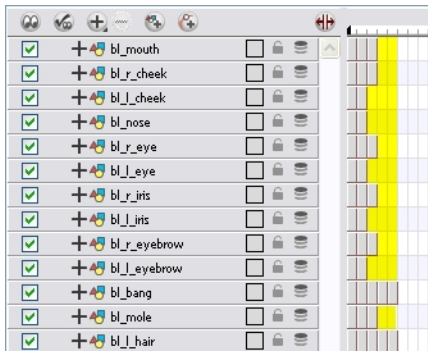 bl_mouth
bl_r_cheek
bl_l_cheek
bl_nose
bl_r_eye
bl_l_eye
bl_r_iris
bl_l_iris
bl_r_eyebrow
bl_l_eyebrow
bl_bang
bl_mole
bl_l_hair